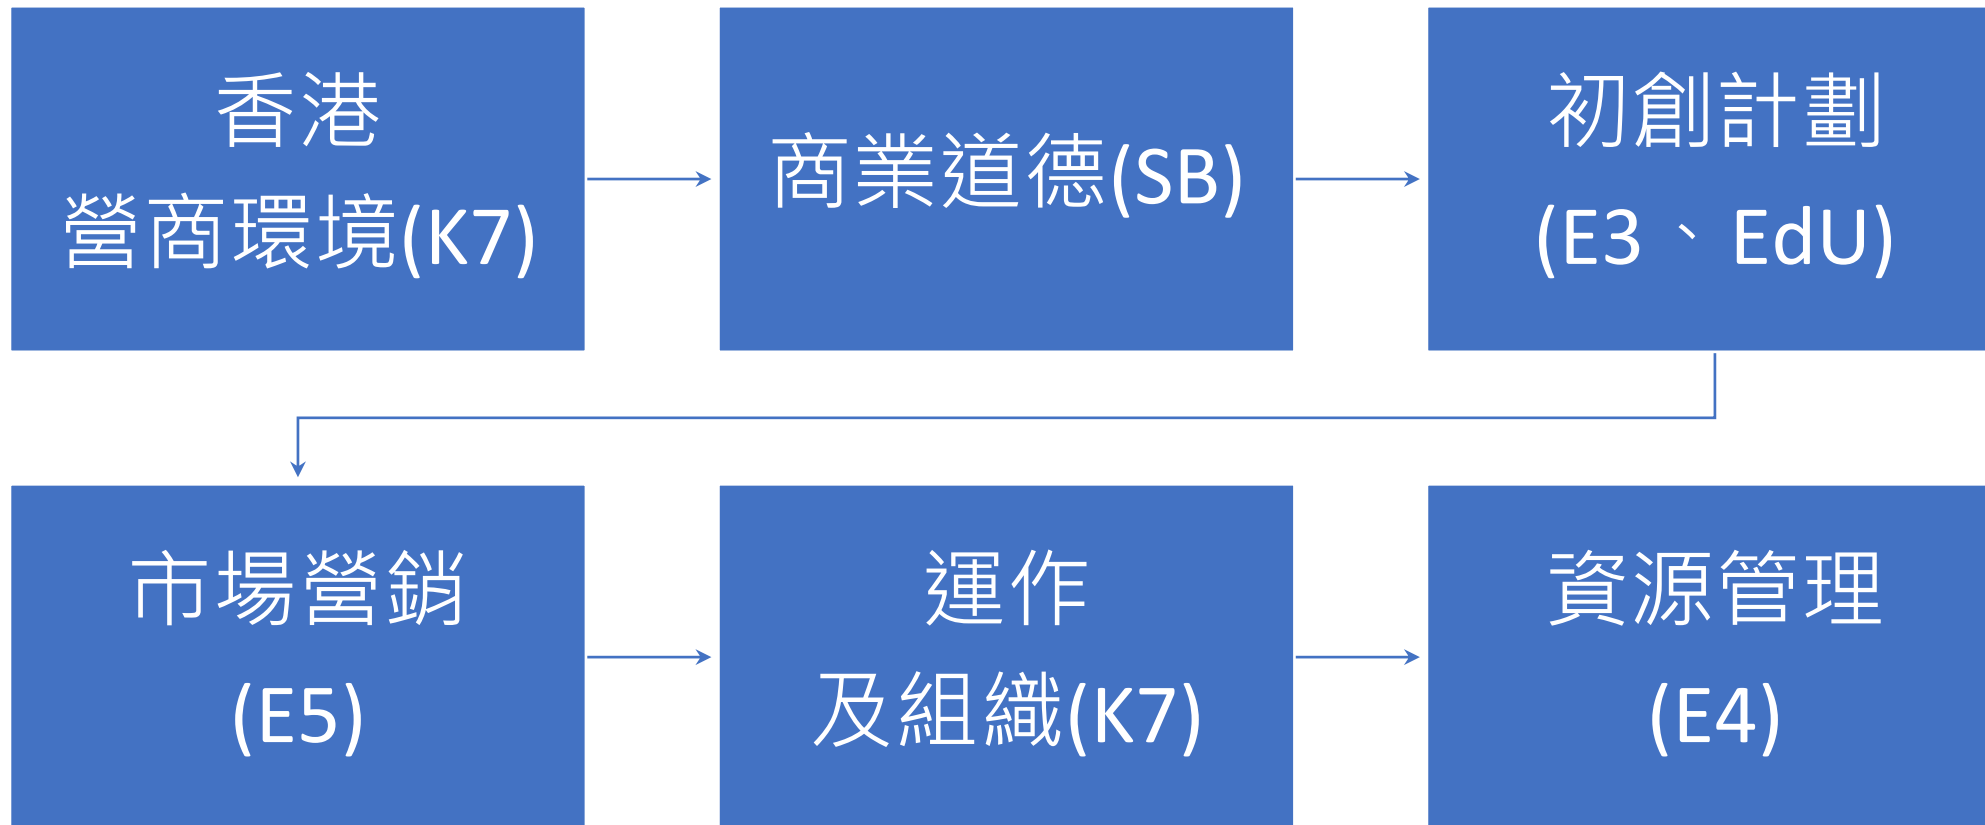 香港
營商環境(K7)
商業道德(SB)
初創計劃
(E3、EdU)
市場營銷
(E5)
運作
及組織(K7)
資源管理
(E4)